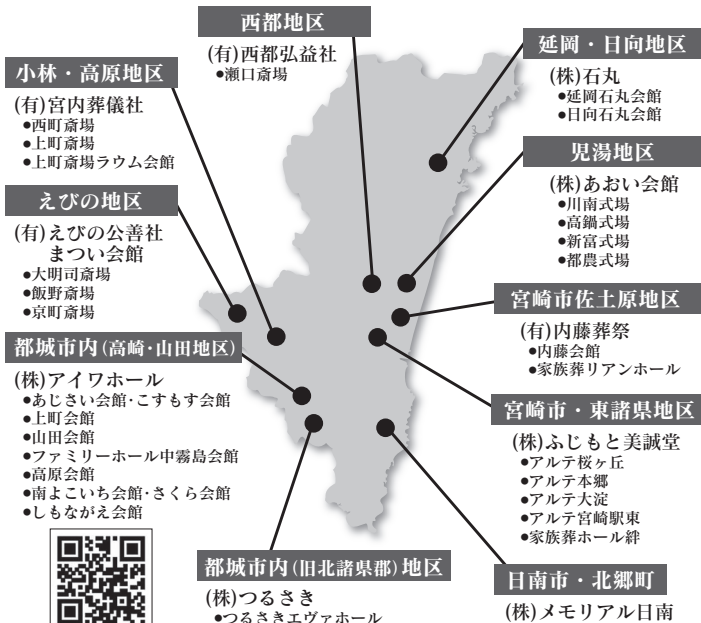 西都地区
(有)西都弘益社
●瀬口斎場
小林・高原地区
(有)宮内葬儀社
●西町斎場
●上町斎場
●上町斎場ラウム会館
えびの地区
(有)えびの公善社
まつい会館
●大明司斎場
●飯野斎場
●京町斎場
都城市内(高崎・山田地区)
(株)アイワホール
●あじさい会館・こすもす会館
●上町会館
●山田会館
●ファミリーホール中霧島会館
●高原会館
●南よこいち会館・さくら会館
●しもながえ会館
都城市内(旧北諸県郡)地区
(株)つるさき
●つるさきエヴァホール
延岡・日向地区
(株)石丸
●延岡石丸会館
●日向石丸会館
児湯地区
(株)あおい会館
●川南式場
●高鍋式場
●新富式場
●都農式場
宮崎市佐土原地区
(有)内藤葬祭
●内藤会館
●家族葬リアンホール
宮崎市・東諸県地区
(株)ふじもと美誠堂
●アルテ桜ヶ丘
●アルテ本郷
●アルテ大淀
●アルテ宮崎駅東
●家族葬ホール絆
日南市・北郷町
(株)メモリアル日南